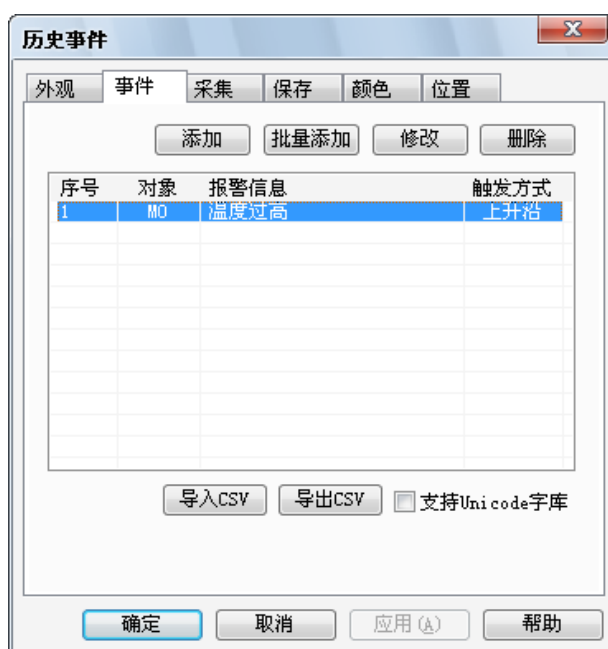 历史事件
外观 事件 采集 保存 颜色 位置
添加 批量添加 修改 删除
序号 对象 报警信息 触发方式
1 M0 温度过高 上升沿
导入CSV 导出CSV 支持Unicode字库
确定 取消 应用(A) 帮助